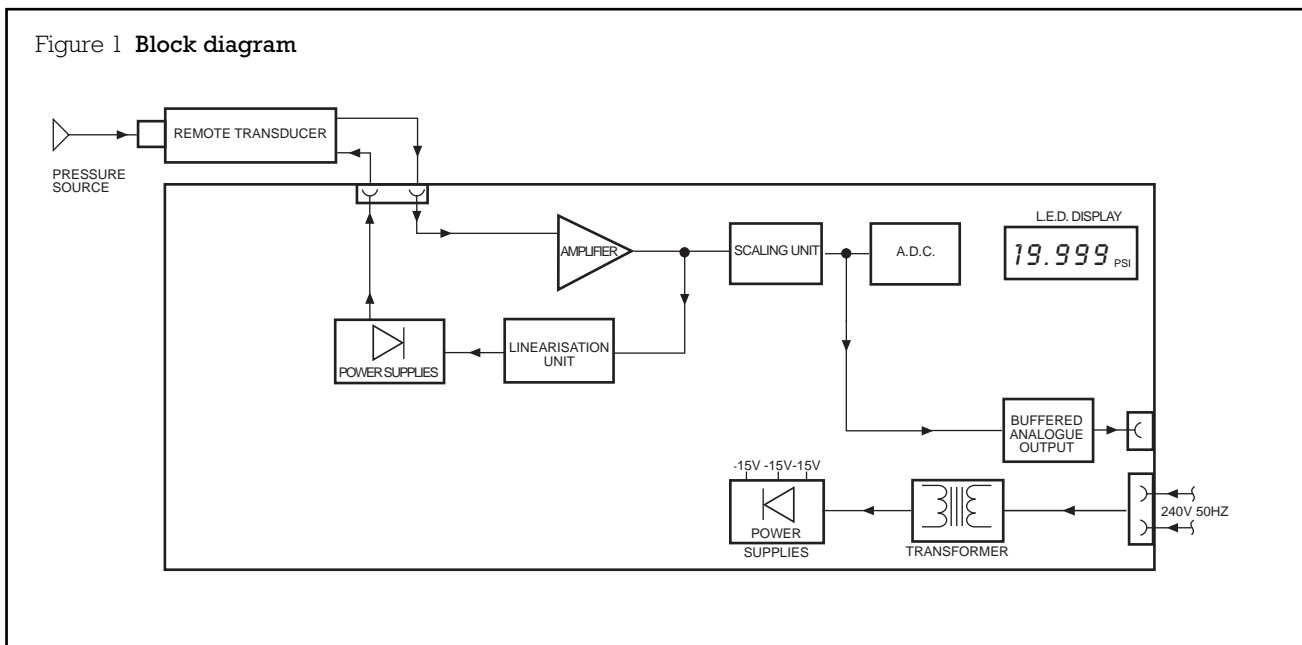 Figure 1 Block diagram
REMOTE TRANSDUCER
PRESSURE
SOURCE
L.E.D. DISPLAY
AMPLIFIER
SCALING UNIT
A.D.C.
19.999 PSI
POWER SUPPLIES
LINEARISATION
UNIT
BUFFERED
ANALOGUE
OUTPUT
-15V -15V-15V
240V 50HZ
POWER
SUPPLIES
TRANSFORMER